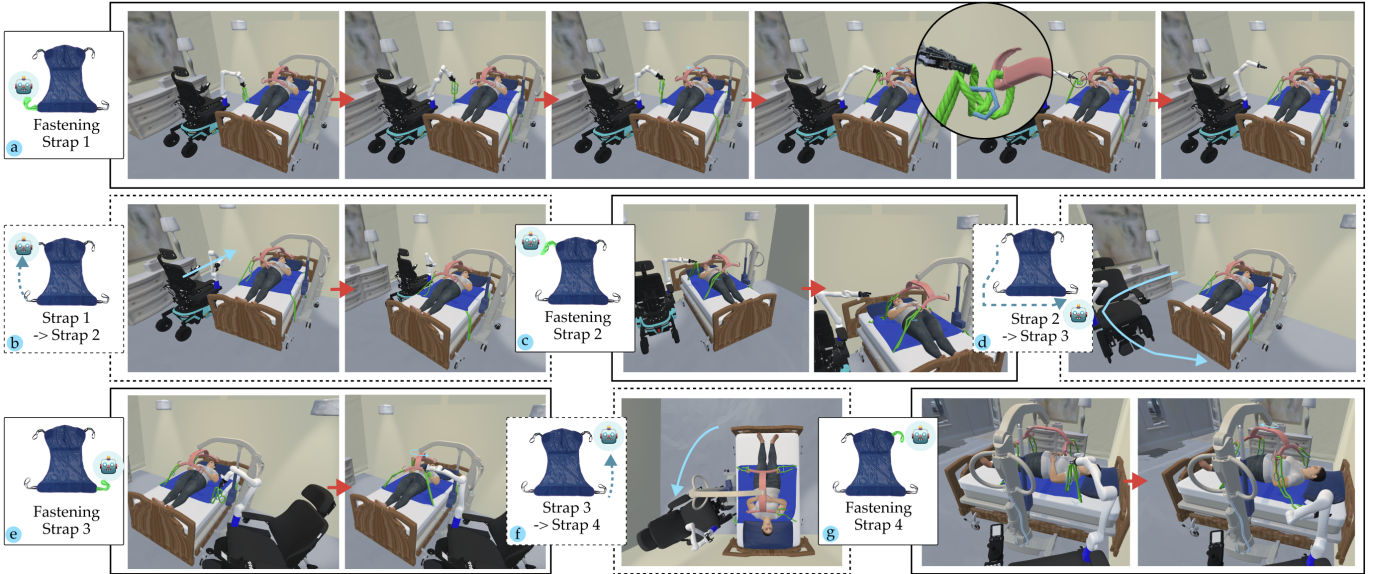 Fastening
Strap 1
a
Strap 1
-> Strap 2
b
Fastening
Strap 2
c
Strap 2
-> Strap 3
d
Fastening
Strap 3
e
Strap 3
-> Strap 4
f
Fastening
Strap 4
g